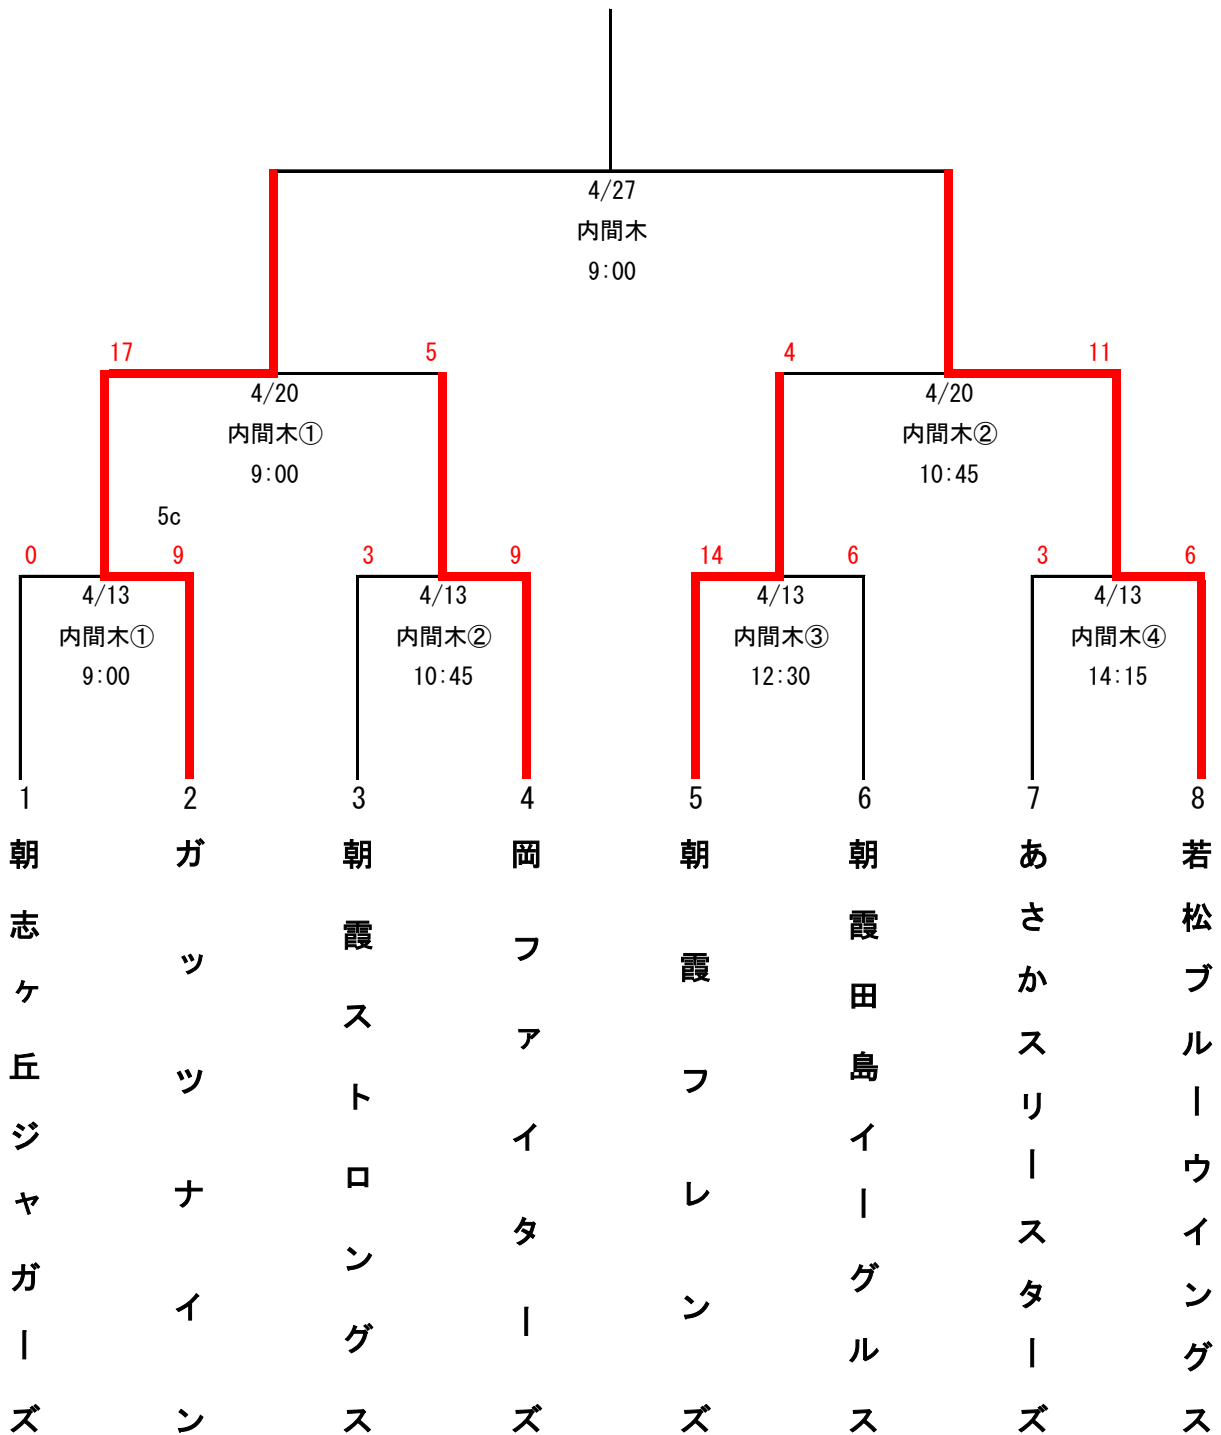 4/27
内間木
9:00
17
5
4
11
4/20
内間木①
9:00
4/20
内間木②
10:45
5c
0
9
3
9
14
6
3
6
4/13
内間木①
9:00
4/13
内間木②
10:45
4/13
内間木③
12:30
4/13
内間木④
14:15
1
2
3
4
5
6
7
8
朝志ヶ丘ジャガーズ
ガッツナイン
朝霞ストロングス
岡ファイターズ
朝霞フレンズ
朝霞田島イーグルス
あさかスリースターズ
若松ブルーウイングス